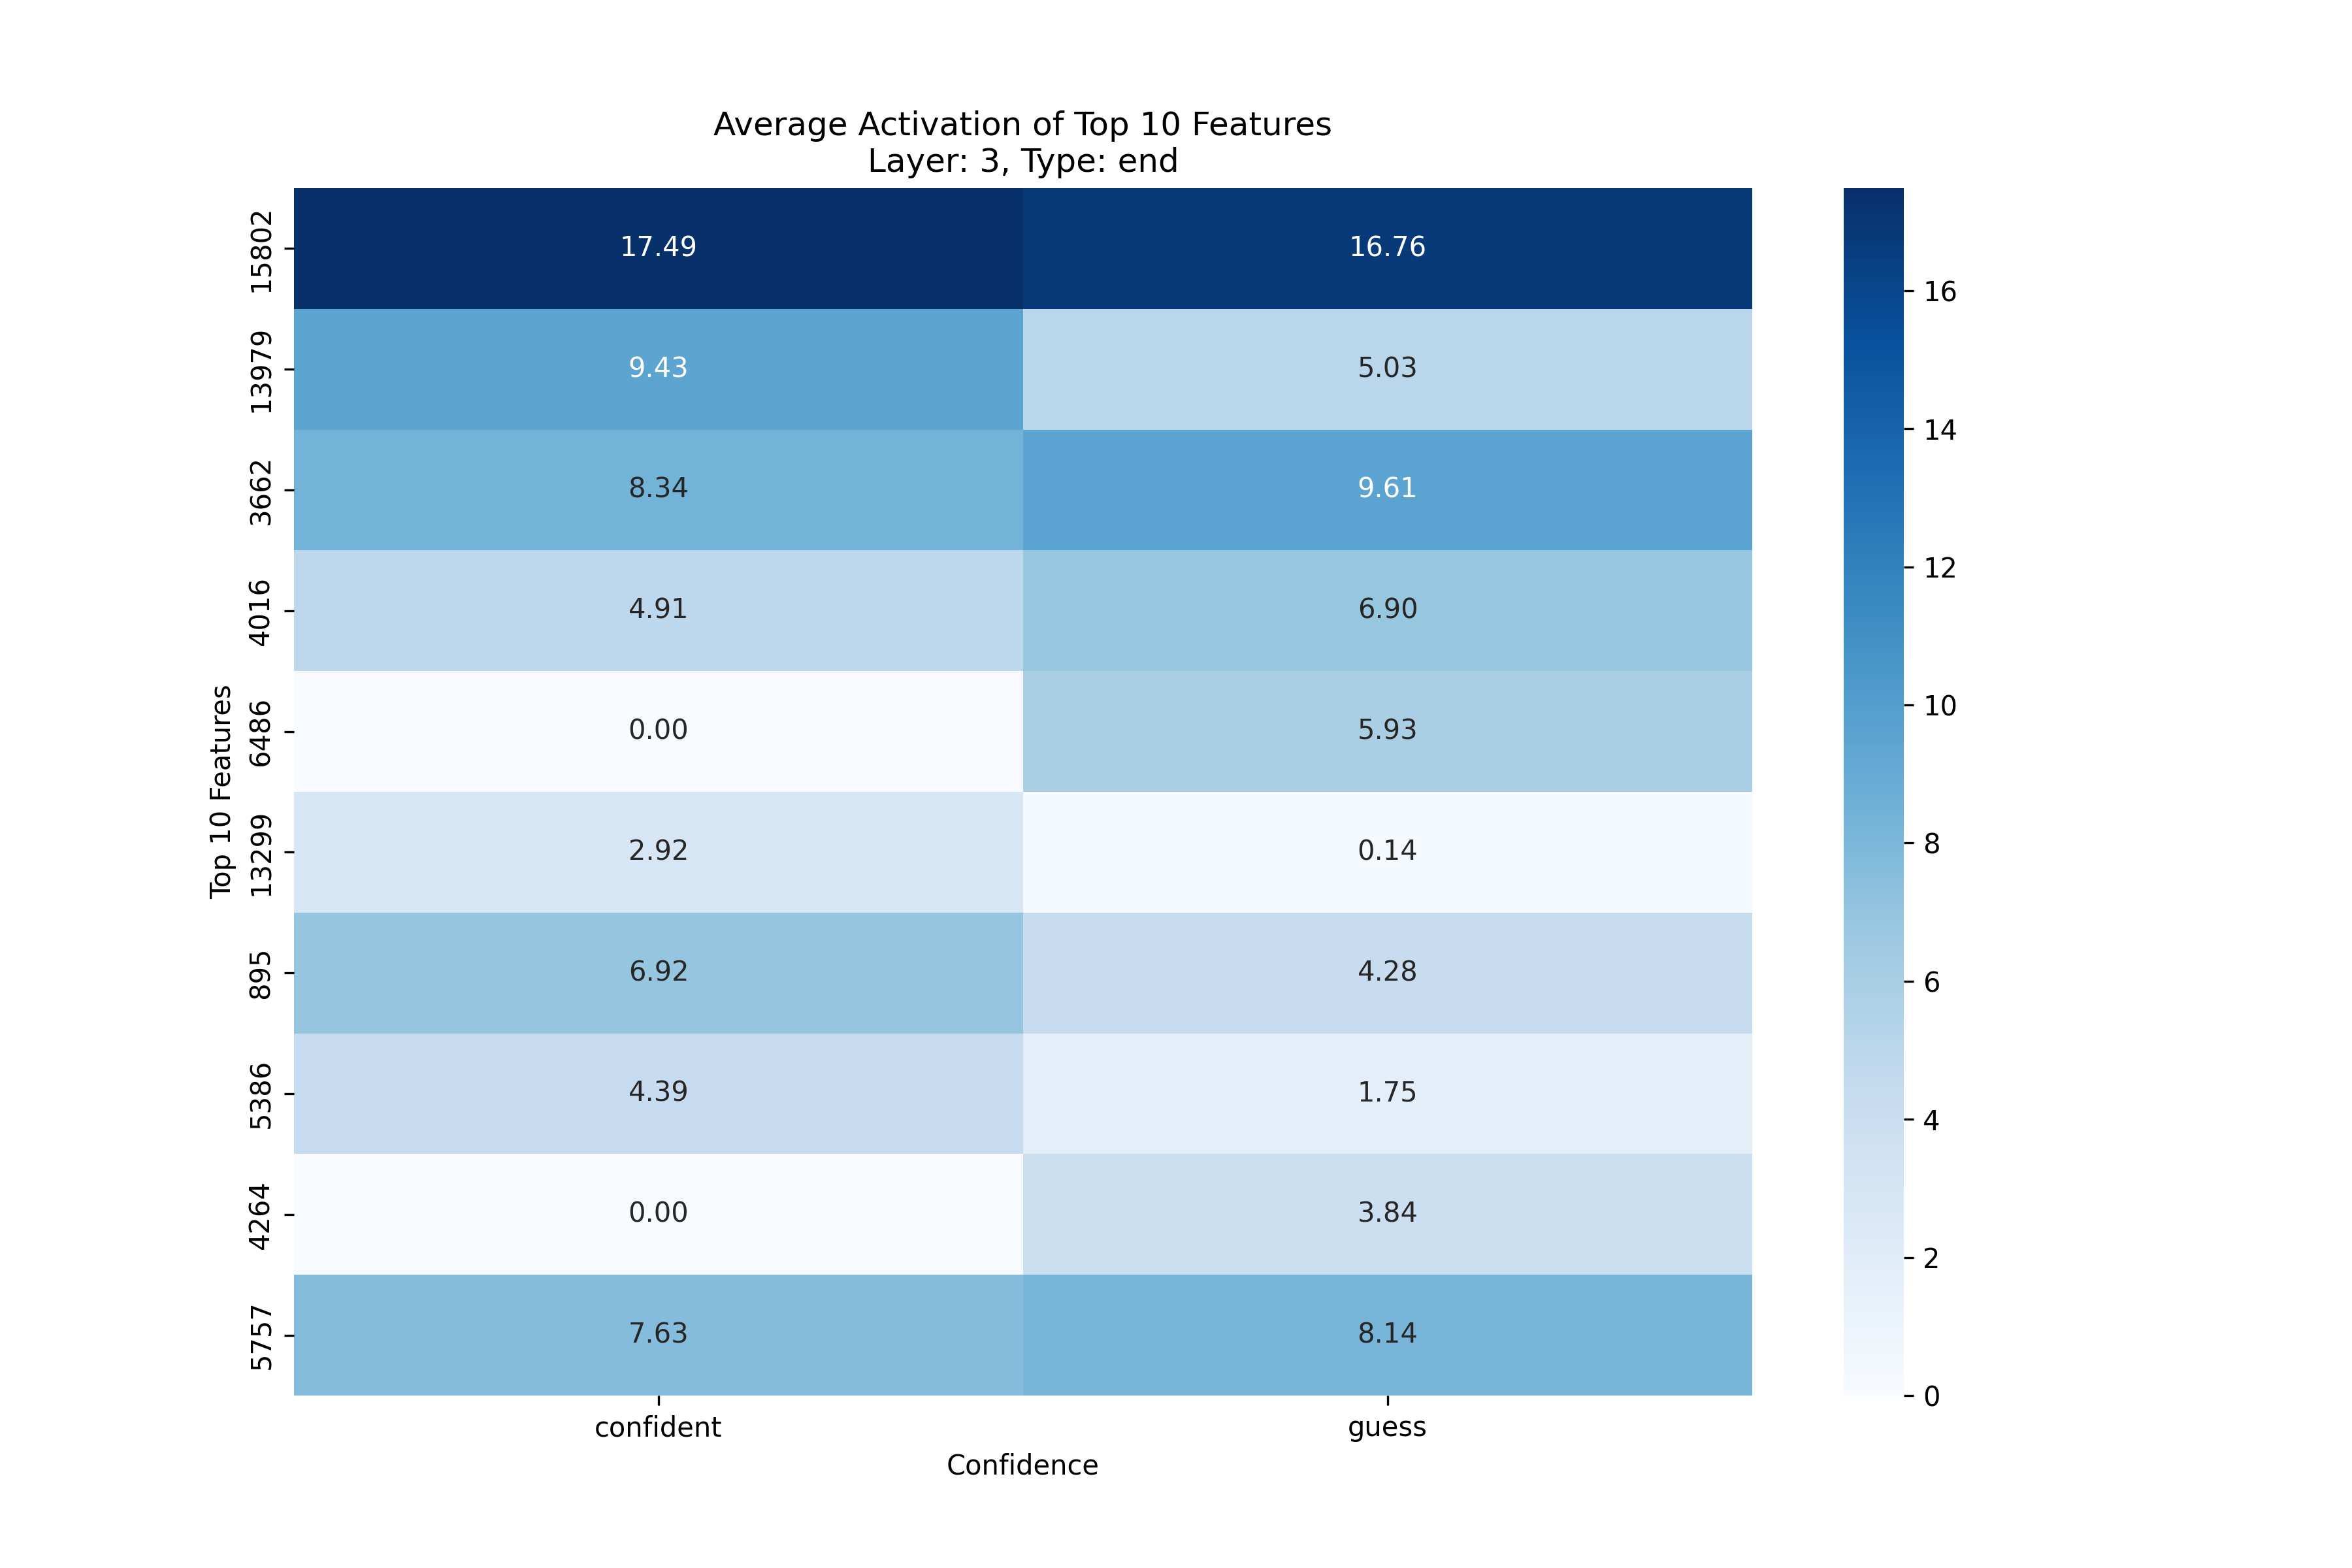 Average Activation of Top 10 Features
Layer: 3, Type: end
Top 10 Features
15802 17.49 16.76
13979 9.43 5.03
3662 8.34 9.61
4016 4.91 6.90
6486 0.00 5.93
13299 2.92 0.14
895 6.92 4.28
5386 4.39 1.75
4264 0.00 3.84
5757 7.63 8.14
confident guess
Confidence
16
14
12
10
8
6
4
2
0